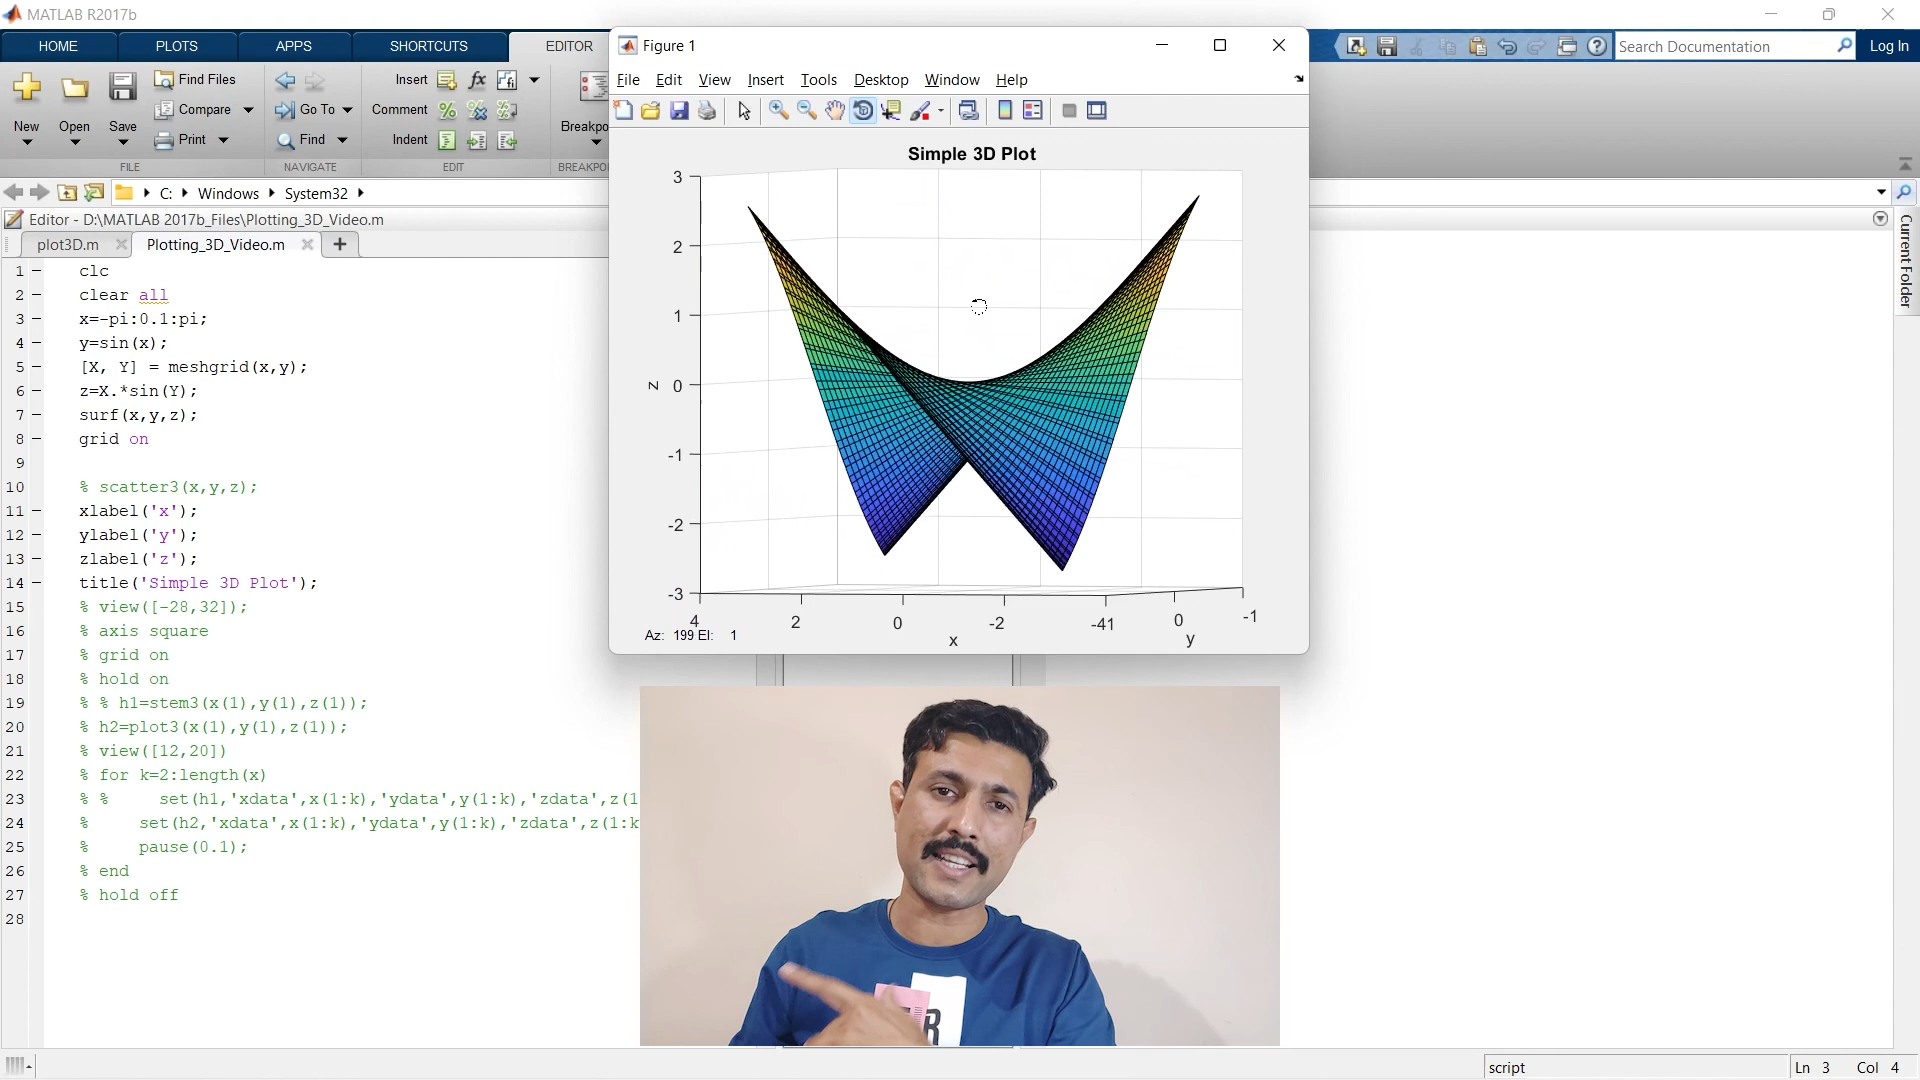 MATLAB R2017b
HOME PLOTS APPS SHORTCUTS EDITOR
Search Documentation Log In
New Open Save
Find Files
Compare
Print
Go To
Find
Insert
Comment
Indent
Breakpo
FILE NAVIGATE EDIT BREAKPO
C: Windows System32
Editor - D:\MATLAB 2017b_Files\Plotting_3D_Video.m
plot3D.m Plotting_3D_Video.m
Current Folder
1 clc
2 clear all
3 x=-pi:0.1:pi;
4 y=sin(x);
5 [X, Y] = meshgrid(x,y);
6 z=X.*sin(Y);
7 surf(x,y,z);
8 grid on
9
10 % scatter3(x,y,z);
11 xlabel('x');
12 ylabel('y');
13 zlabel('z');
14 title('Simple 3D Plot');
15 % view([-28,32]);
16 % axis square
17 % grid on
18 % hold on
19 % % h1=stem3(x(1),y(1),z(1));
20 % h2=plot3(x(1),y(1),z(1));
21 % view([12,20])
22 % for k=2:length(x)
23 % % set(h1,'xdata',x(1:k),'ydata',y(1:k),'zdata',z(1
24 % set(h2,'xdata',x(1:k),'ydata',y(1:k),'zdata',z(1:k
25 % pause(0.1);
26 % end
27 % hold off
28
Figure 1
File Edit View Insert Tools Desktop Window Help
Simple 3D Plot
3
2
1
z 0
-1
-2
-3
4 2 0 -2 -41 0 -1
Az: 199 El: 1
x y
R
script Ln 3 Col 4